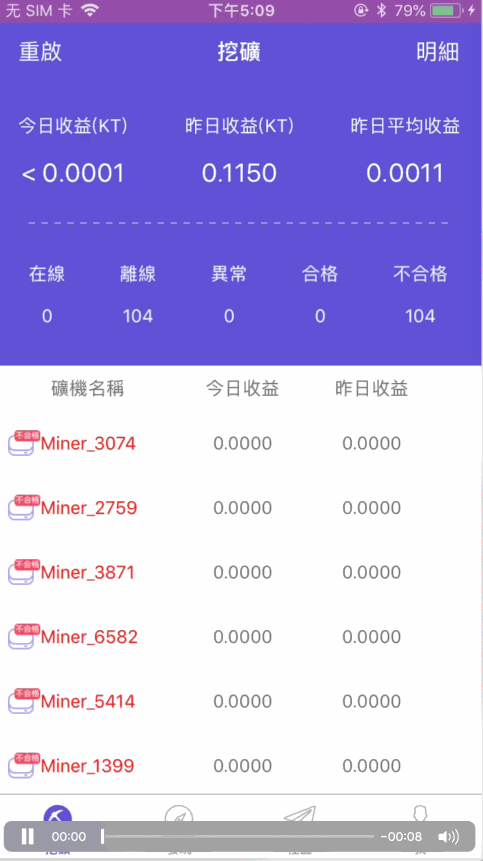 無 SIM 卡 下午5:09 79%
重啟 挖礦 明細
今日收益(KT) 昨日收益(KT) 昨日平均收益
< 0.0001 0.1150 0.0011
在線 離線 異常 合格 不合格
0 104 0 0 104
礦機名稱 今日收益 昨日收益
不合格 Miner_3074 0.0000 0.0000
不合格 Miner_2759 0.0000 0.0000
不合格 Miner_3871 0.0000 0.0000
不合格 Miner_6582 0.0000 0.0000
不合格 Miner_5414 0.0000 0.0000
不合格 Miner_1399 0.0000 0.0000
00:00 -00:08